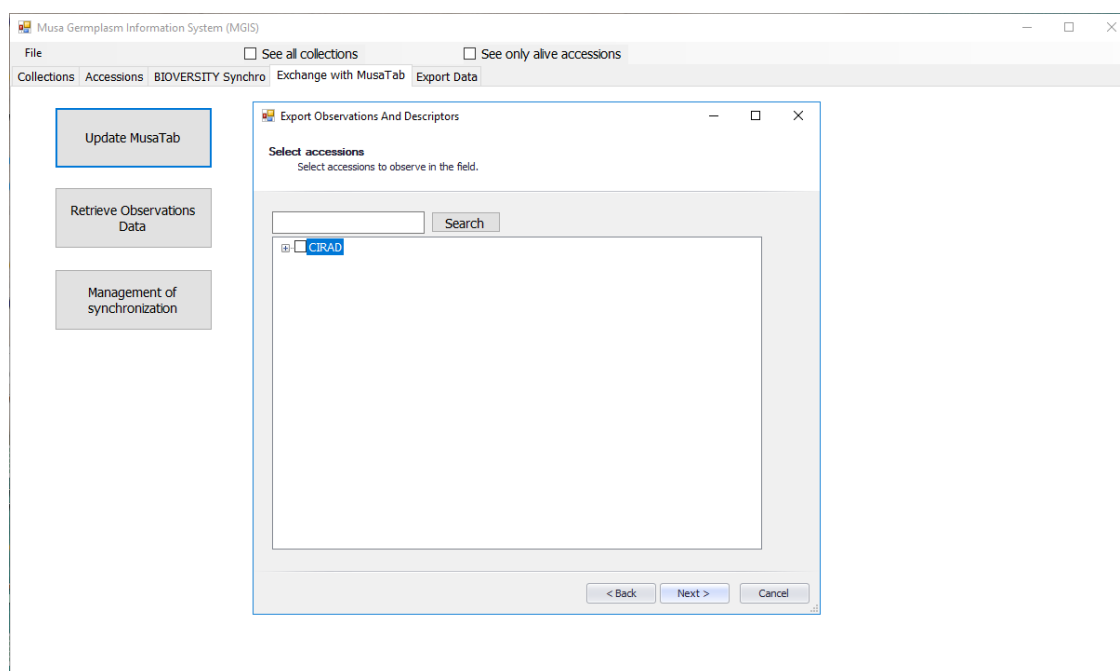 Musa Germplasm Information System (MGIS)
File
See all collections
See only alive accessions
Collections Accessions BIOVERSITY Synchro Exchange with MusaTab Export Data
Update MusaTab
Retrieve Observations
Data
Management of
synchronization
Export Observations And Descriptors
Select accessions
Select accessions to observe in the field.
Search
CIRAD
< Back Next > Cancel